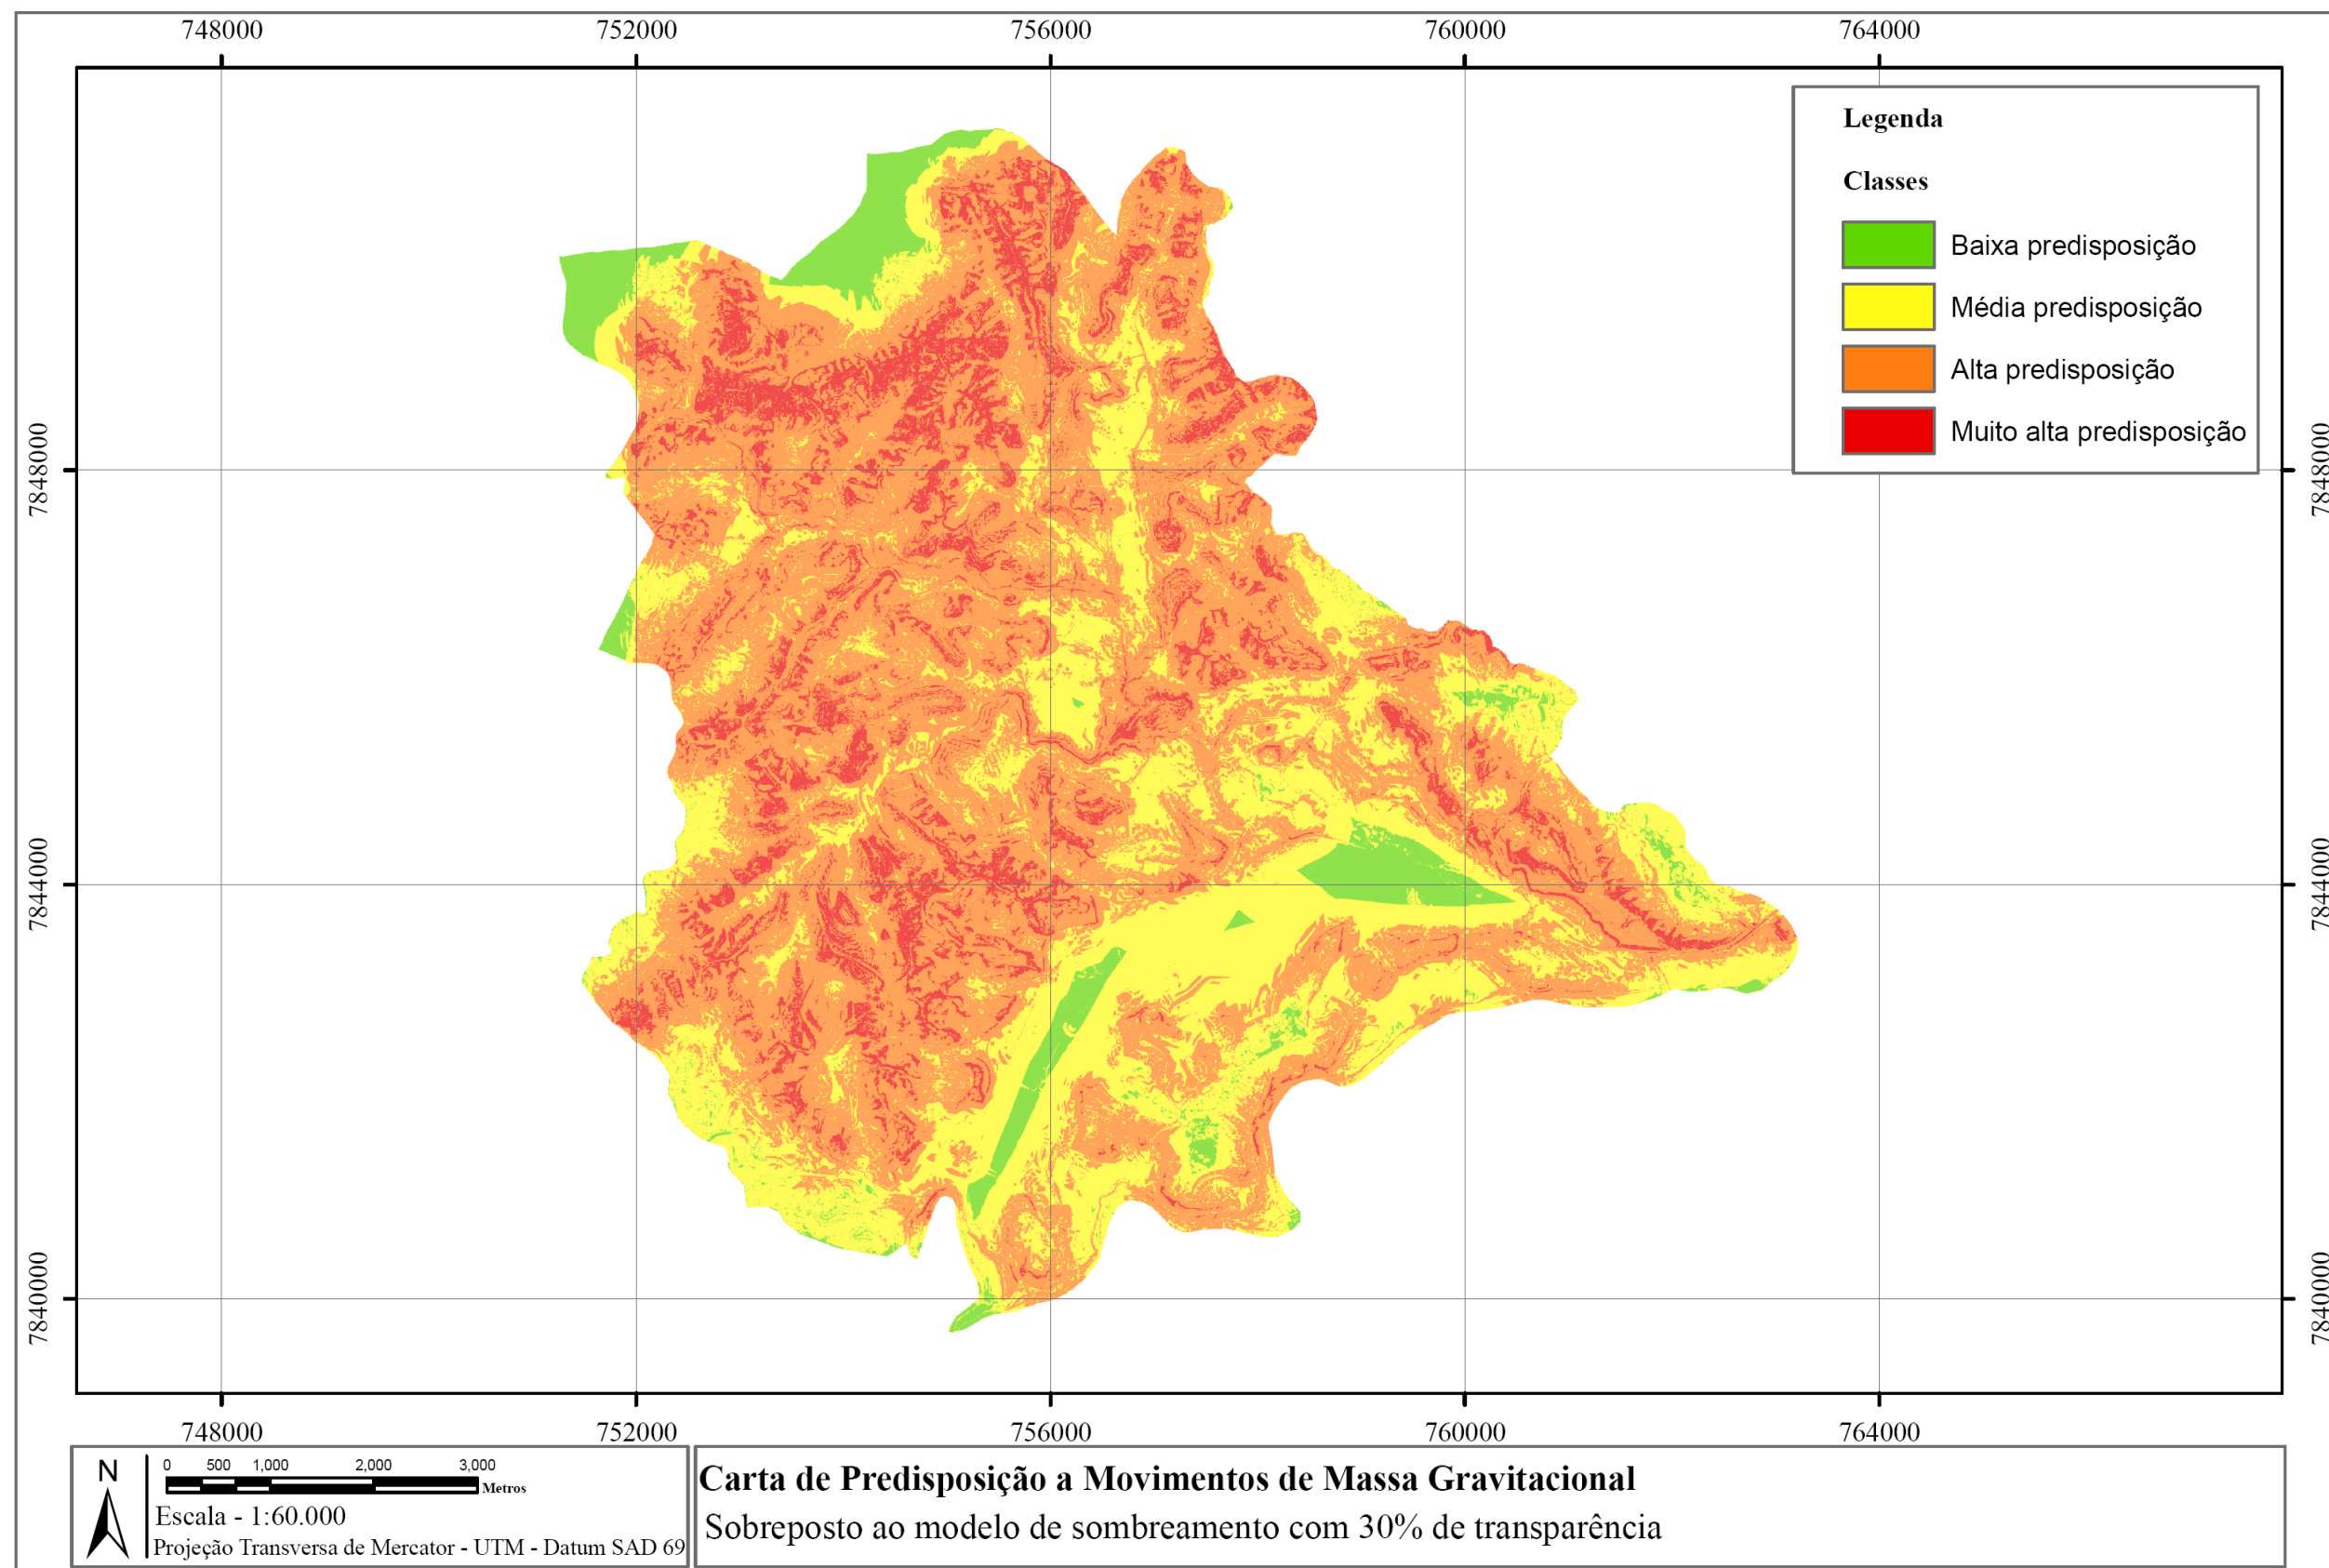 748000 752000 756000 760000 764000
Legenda
Classes
Baixa predisposição
Média predisposição
Alta predisposição
Muito alta predisposição
7848000 7848000
7844000 7844000
7840000 7840000
748000 752000 756000 760000 764000
N
0 500 1,000 2,000 3,000
Metros
Escala - 1:60.000
Projeção Transversa de Mercator - UTM - Datum SAD 69
Carta de Predisposição a Movimentos de Massa Gravitacional
Sobreposto ao modelo de sombreamento com 30% de transparência